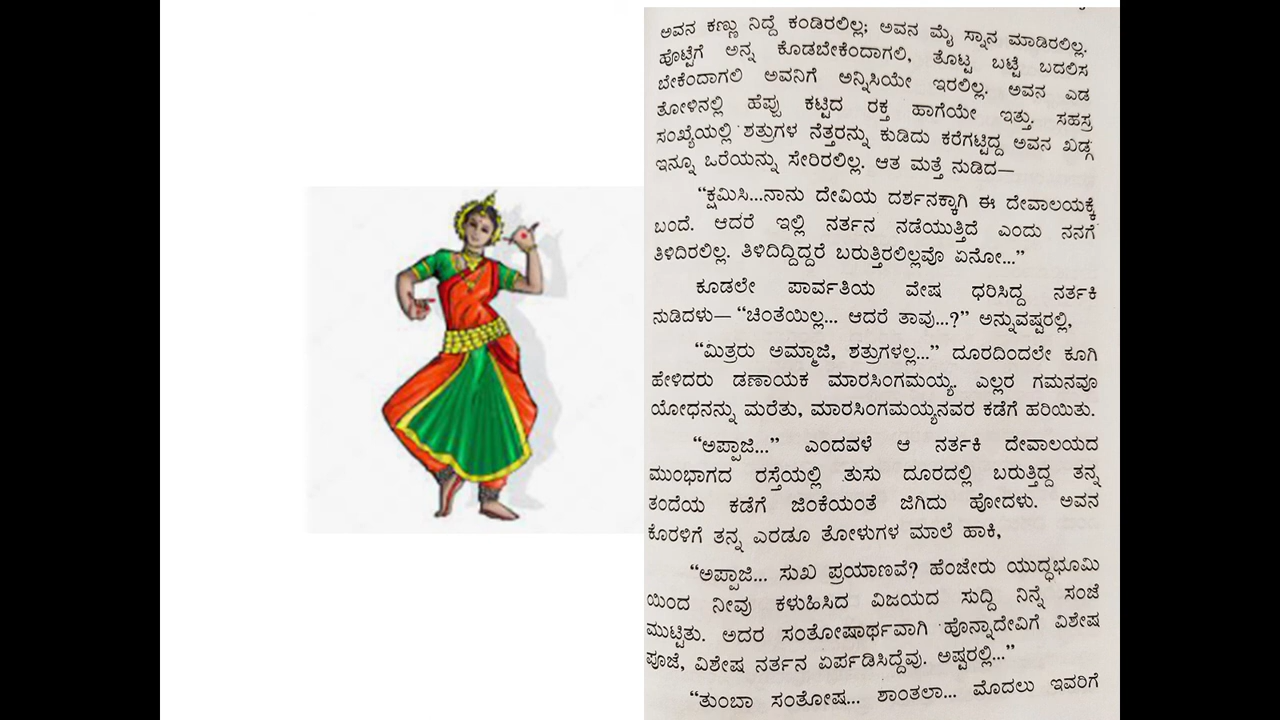 ಅವನ ಕಣ್ಣು ನಿದ್ದೆ ಕಂಡಿರಲಿಲ್ಲ; ಅವನ ಮೈ ಸ್ನಾನ ಮಾಡಿರಲಿಲ್ಲ.
ಹೊಟ್ಟೆಗೆ ಅನ್ನ ಕೊಡಬೇಕೆಂದಾಗಲಿ, ತೊಟ್ಟ ಬಟ್ಟೆ ಬದಲಿಸ
ಬೇಕೆಂದಾಗಲಿ ಅವನಿಗೆ ಅನ್ನಿಸಿಯೇ ಇರಲಿಲ್ಲ. ಅವನ ಎಡ
ತೋಳಿನಲ್ಲಿ ಹೆಪ್ಪು ಕಟ್ಟಿದ ರಕ್ತ ಹಾಗೆಯೇ ಇತ್ತು. ಸಹಸ್ರ
ಸಂಖ್ಯೆಯಲ್ಲಿ ಶತ್ರುಗಳ ನೆತ್ತರನ್ನು ಕುಡಿದು ಕರೆಗಟ್ಟಿದ್ದ ಅವನ ಖಡ್ಗ
ಇನ್ನೂ ಒರೆಯನ್ನು ಸೇರಿರಲಿಲ್ಲ. ಆತ ಮತ್ತೆ ನುಡಿದ—
“ಕ್ಷಮಿಸಿ...ನಾನು ದೇವಿಯ ದರ್ಶನಕ್ಕಾಗಿ ಈ ದೇವಾಲಯಕ್ಕೆ
ಬಂದೆ. ಆದರೆ ಇಲ್ಲಿ ನರ್ತನ ನಡೆಯುತ್ತಿದೆ ಎಂದು ನನಗೆ
ತಿಳಿದಿರಲಿಲ್ಲ. ತಿಳಿದಿದ್ದಿದ್ದರೆ ಬರುತ್ತಿರಲಿಲ್ಲವೊ ಏನೋ...”
ಕೂಡಲೇ ಪಾರ್ವತಿಯ ವೇಷ ಧರಿಸಿದ್ದ ನರ್ತಕಿ
ನುಡಿದಳು— “ಚಿಂತೆಯಿಲ್ಲ... ಆದರೆ ತಾವು...?” ಅನ್ನುವಷ್ಟರಲ್ಲಿ,
“ಮಿತ್ರರು ಅಮ್ಮಾಜಿ, ಶತ್ರುಗಳಲ್ಲ...” ದೂರದಿಂದಲೇ ಕೂಗಿ
ಹೇಳಿದರು ಡಣಾಯಕ ಮಾರಸಿಂಗಮಯ್ಯ. ಎಲ್ಲರ ಗಮನವೂ
ಯೋಧನನ್ನು ಮರೆತು, ಮಾರಸಿಂಗಮಯ್ಯನವರ ಕಡೆಗೆ ಹರಿಯಿತು.
“ಅಪ್ಪಾಜಿ...” ಎಂದವಳೆ ಆ ನರ್ತಕಿ ದೇವಾಲಯದ
ಮುಂಭಾಗದ ರಸ್ತೆಯಲ್ಲಿ ತುಸು ದೂರದಲ್ಲಿ ಬರುತ್ತಿದ್ದ ತನ್ನ
ತಂದೆಯ ಕಡೆಗೆ ಜಿಂಕೆಯಂತೆ ಜಿಗಿದು ಹೋದಳು. ಅವನ
ಕೊರಳಿಗೆ ತನ್ನ ಎರಡೂ ತೋಳುಗಳ ಮಾಲೆ ಹಾಕಿ,
“ಅಪ್ಪಾಜಿ... ಸುಖ ಪ್ರಯಾಣವೆ? ಹೆಂಜೇರು ಯುದ್ಧಭೂಮಿ
ಯಿಂದ ನೀವು ಕಳುಹಿಸಿದ ವಿಜಯದ ಸುದ್ದಿ ನಿನ್ನೆ ಸಂಜೆ
ಮುಟ್ಟಿತು. ಅದರ ಸಂತೋಷಾರ್ಥವಾಗಿ ಹೊನ್ನಾದೇವಿಗೆ ವಿಶೇಷ
ಪೂಜೆ, ವಿಶೇಷ ನರ್ತನ ಏರ್ಪಡಿಸಿದ್ದೆವು. ಅಷ್ಟರಲ್ಲಿ...”
“ತುಂಬಾ ಸಂತೋಷ... ಶಾಂತಲಾ... ಮೊದಲು ಇವರಿಗೆ